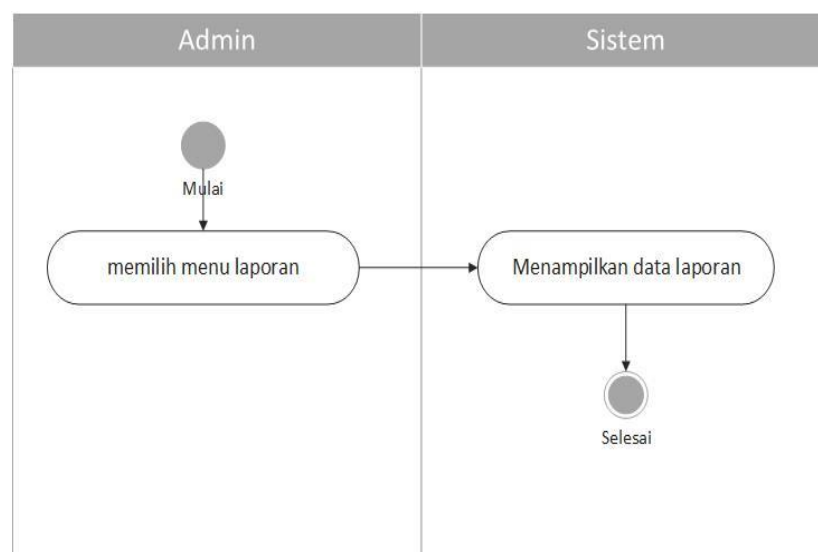 Admin
Sistem
Mulai
memilih menu laporan
Menampilkan data laporan
Selesai